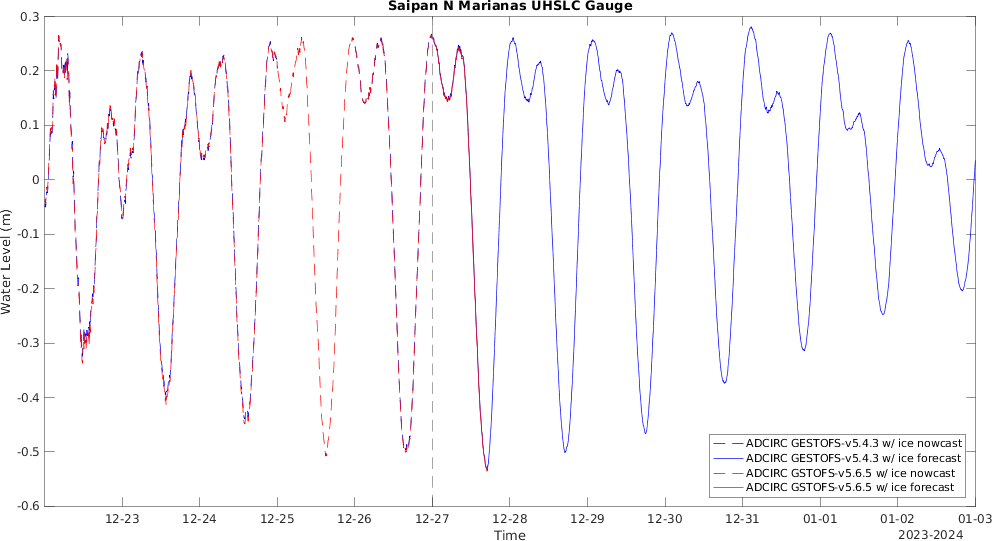 Saipan N Marianas UHSLC Gauge
0.3
0.2
0.1
0
-0.1
-0.2
-0.3
-0.4
-0.5
-0.6
Water Level (m)
12-23 12-24 12-25 12-26 12-27 12-28 12-29 12-30 12-31 01-01 01-02 01-03
Time
2023-2024
ADCIRC GESTOFS-v5.4.3 w/ ice nowcast
ADCIRC GESTOFS-v5.4.3 w/ ice forecast
ADCIRC GSTOFS-v5.6.5 w/ ice nowcast
ADCIRC GSTOFS-v5.6.5 w/ ice forecast